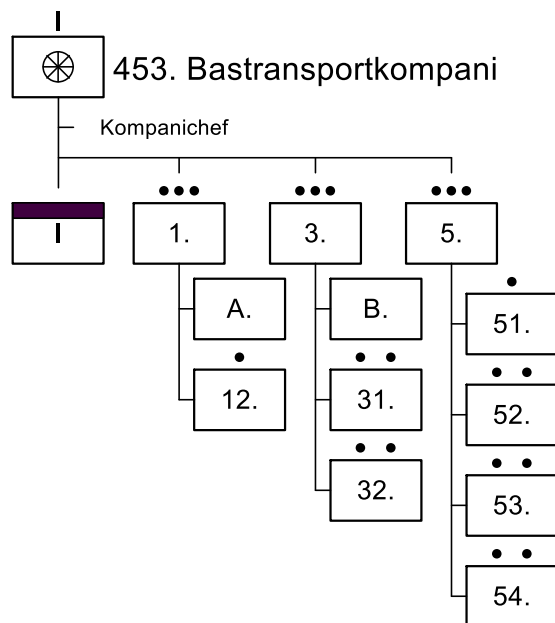 453. Bastransportkompani
Kompanichef
1.
3.
5.
A.
B.
51.
12.
31.
52.
32.
53.
54.